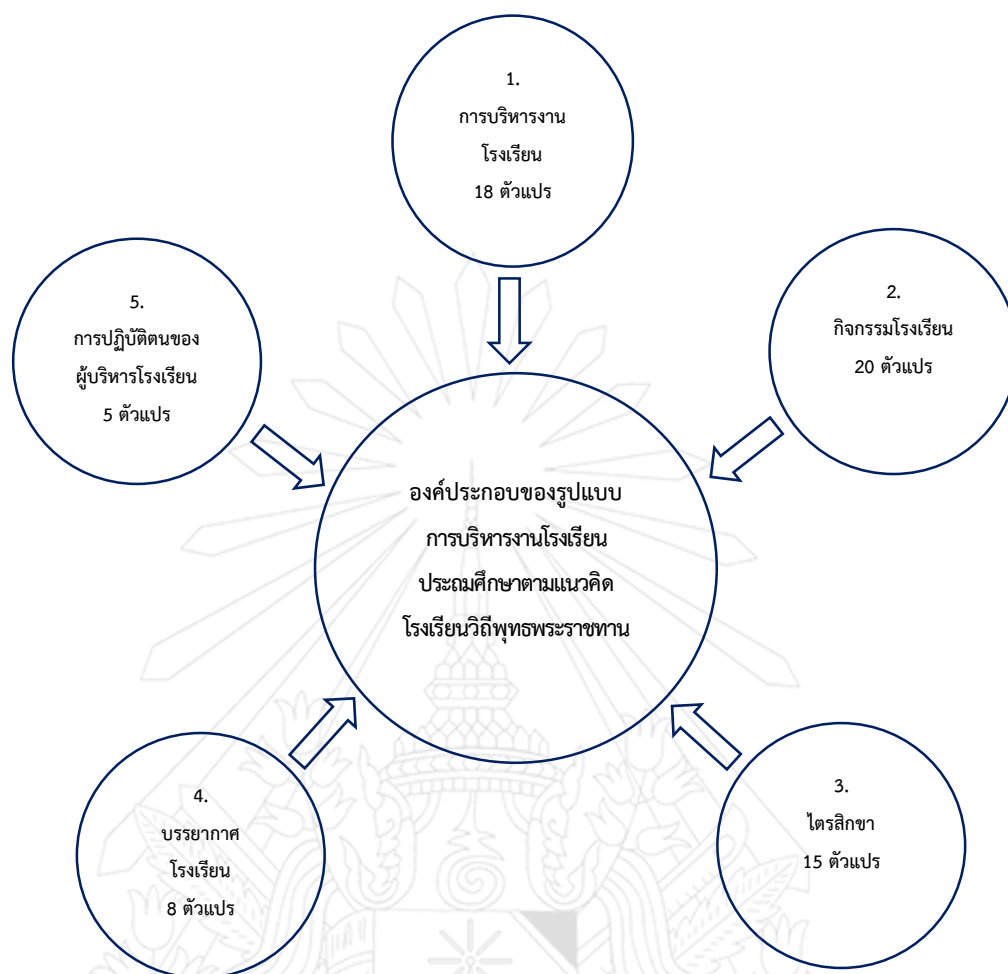 1.
การบริหารงาน
โรงเรียน
18 ตัวแปร
2.
กิจกรรมโรงเรียน
20 ตัวแปร
3.
ไตรสิกขา
15 ตัวแปร
4.
บรรยากาศ
โรงเรียน
8 ตัวแปร
5.
การปฏิบัติตนของ
ผู้บริหารโรงเรียน
5 ตัวแปร
องค์ประกอบของรูปแบบ
การบริหารงานโรงเรียน
ประถมศึกษาตามแนวคิด
โรงเรียนวิถีพุทธพระราชทาน